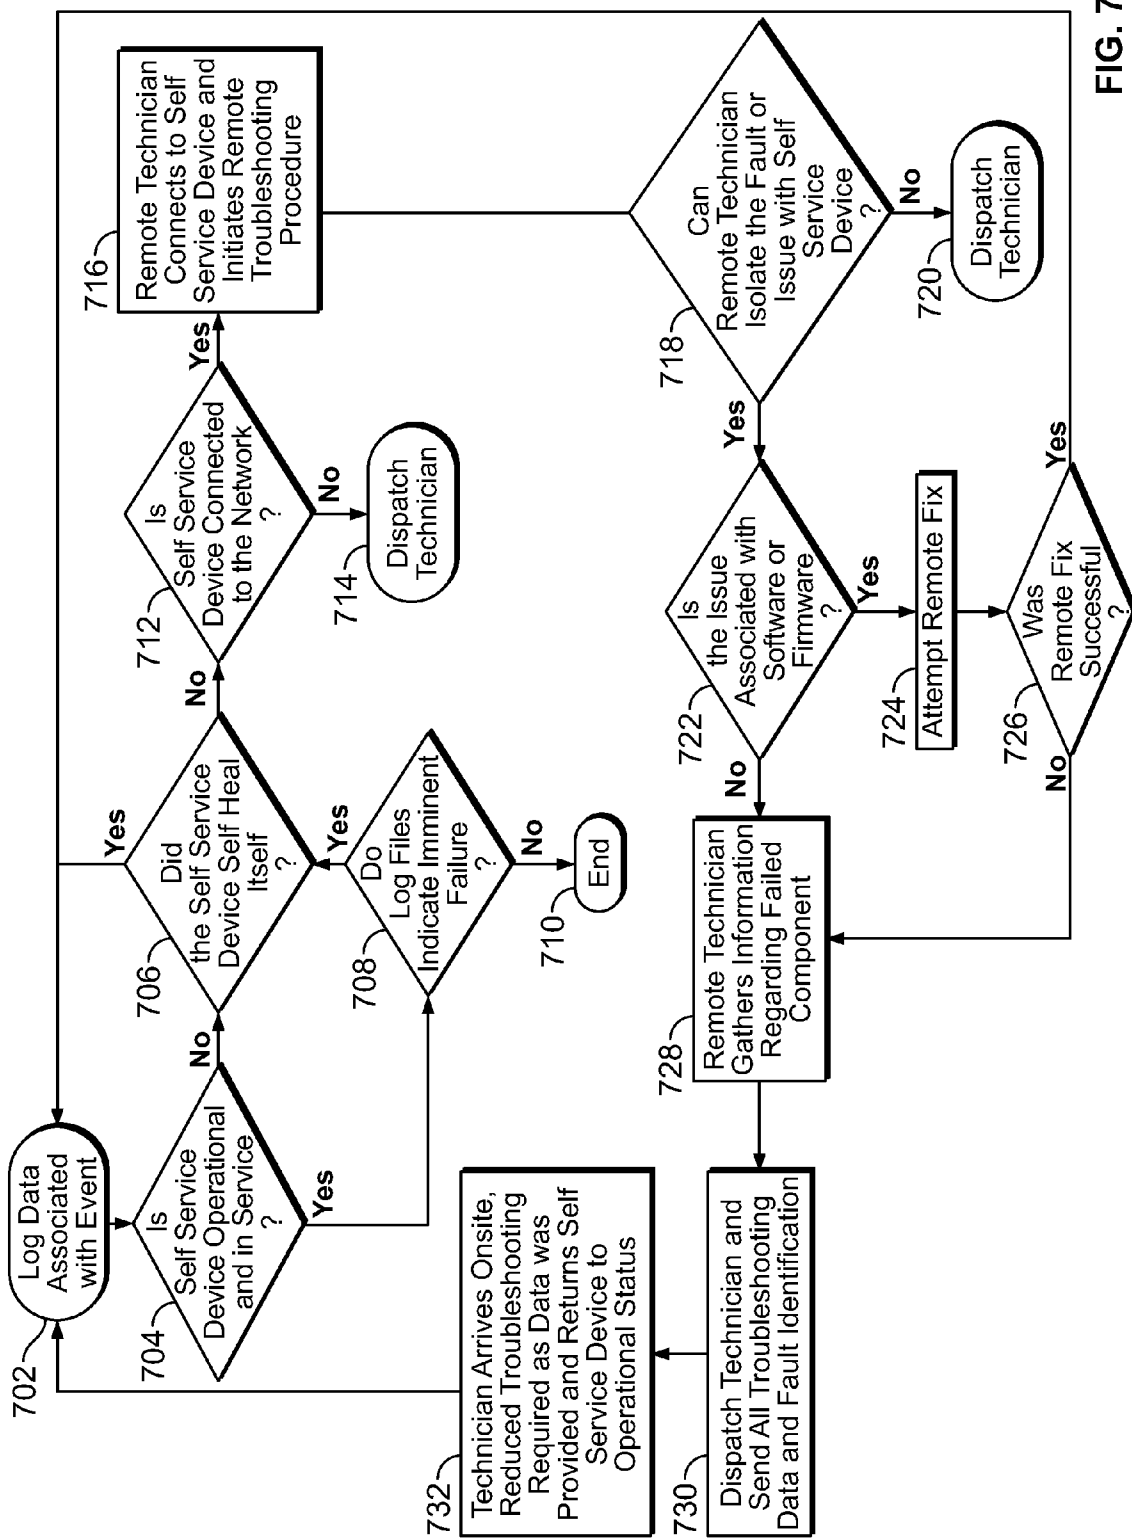 702
Log Data
Associated
with Event
704
Is
Self Service
Device Operational
and in Service
?
No
Yes
706
Did
the Self Service
Device Self Heal
Itself
?
Yes
No
708
Do
Log Files
Indicate Imminent
Failure
?
Yes
No
710
End
712
Is
Self Service
Device Connected
to the Network
?
Yes
No
714
Dispatch
Technician
716
Remote Technician
Connects to Self
Service Device and
Initiates Remote
Troubleshooting
Procedure
718
Can
Remote Technician
Isolate the Fault or
Issue with Self
Service
Device
?
Yes
No
720
Dispatch
Technician
722
Is
the Issue
Associated with
Software or
Firmware
?
No
Yes
724
Attempt Remote Fix
726
Was
Remote Fix
Successful
?
No
Yes
728
Remote Technician
Gathers Information
Regarding Failed
Component
730
Dispatch Technician and
Send All Troubleshooting
Data and Fault Identification
732
Technician Arrives Onsite,
Reduced Troubleshooting
Required as Data was
Provided and Returns Self
Service Device to
Operational Status
FIG. 7